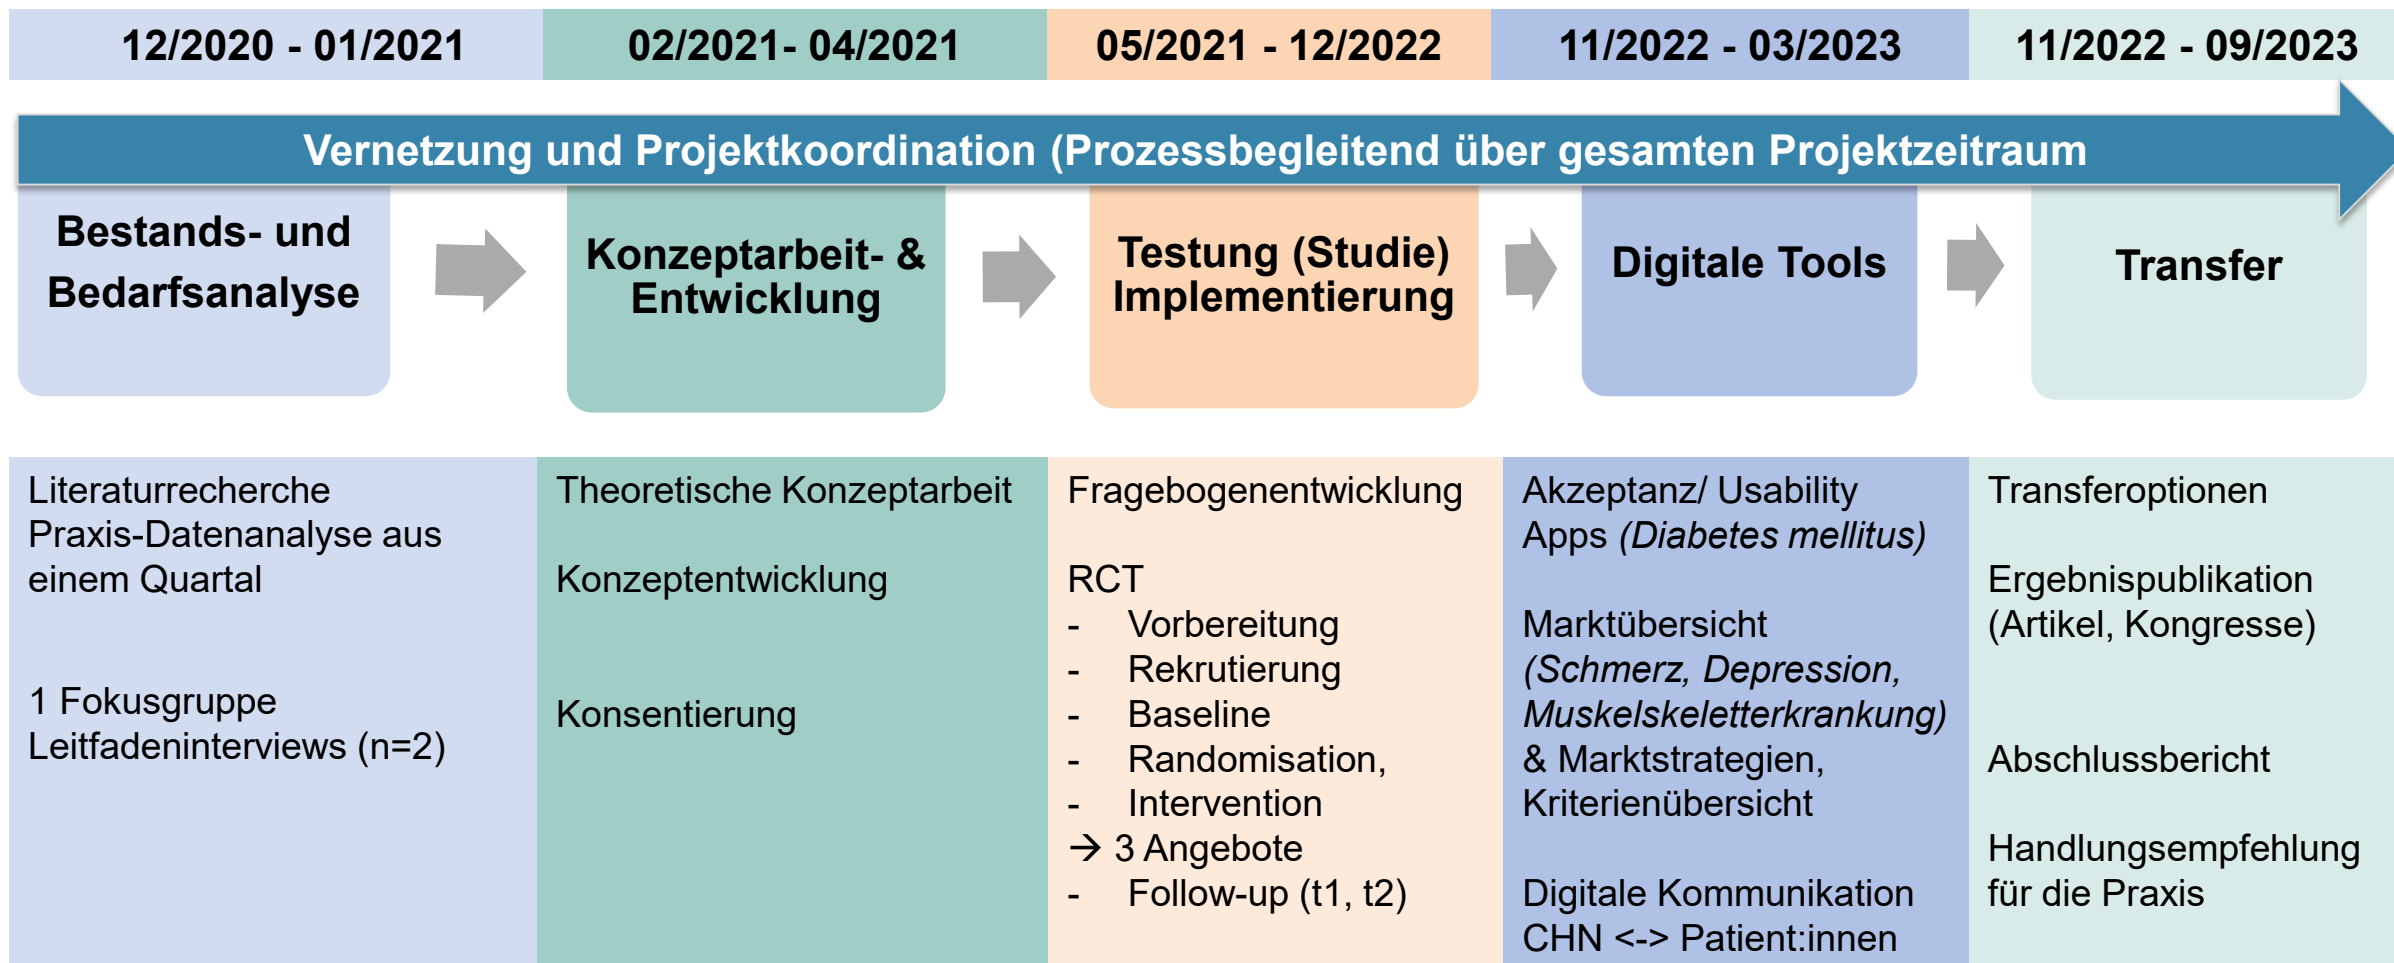 12/2020 - 01/2021
02/2021- 04/2021
05/2021 - 12/2022
11/2022 - 03/2023
11/2022 - 09/2023
Vernetzung und Projektkoordination (Prozessbegleitend über gesamten Projektzeitraum
Bestands- und
Bedarfsanalyse
Konzeptarbeit- &
Entwicklung
Testung (Studie)
Implementierung
Digitale Tools
Transfer
Literaturrecherche
Praxis-Datenanalyse aus
einem Quartal
1 Fokusgruppe
Leitfadeninterviews (n=2)
Theoretische Konzeptarbeit
Konzeptentwicklung
Konsentierung
Fragebogenentwicklung
RCT
- Vorbereitung
- Rekrutierung
- Baseline
- Randomisation,
- Intervention
→ 3 Angebote
- Follow-up (t1, t2)
Akzeptanz/ Usability
Apps (Diabetes mellitus)
Marktübersicht
(Schmerz, Depression,
Muskelskeletterkrankung)
& Marktstrategien,
Kriterienübersicht
Digitale Kommunikation
CHN <-> Patient:innen
Transferoptionen
Ergebnispublikation
(Artikel, Kongresse)
Abschlussbericht
Handlungsempfehlung
für die Praxis